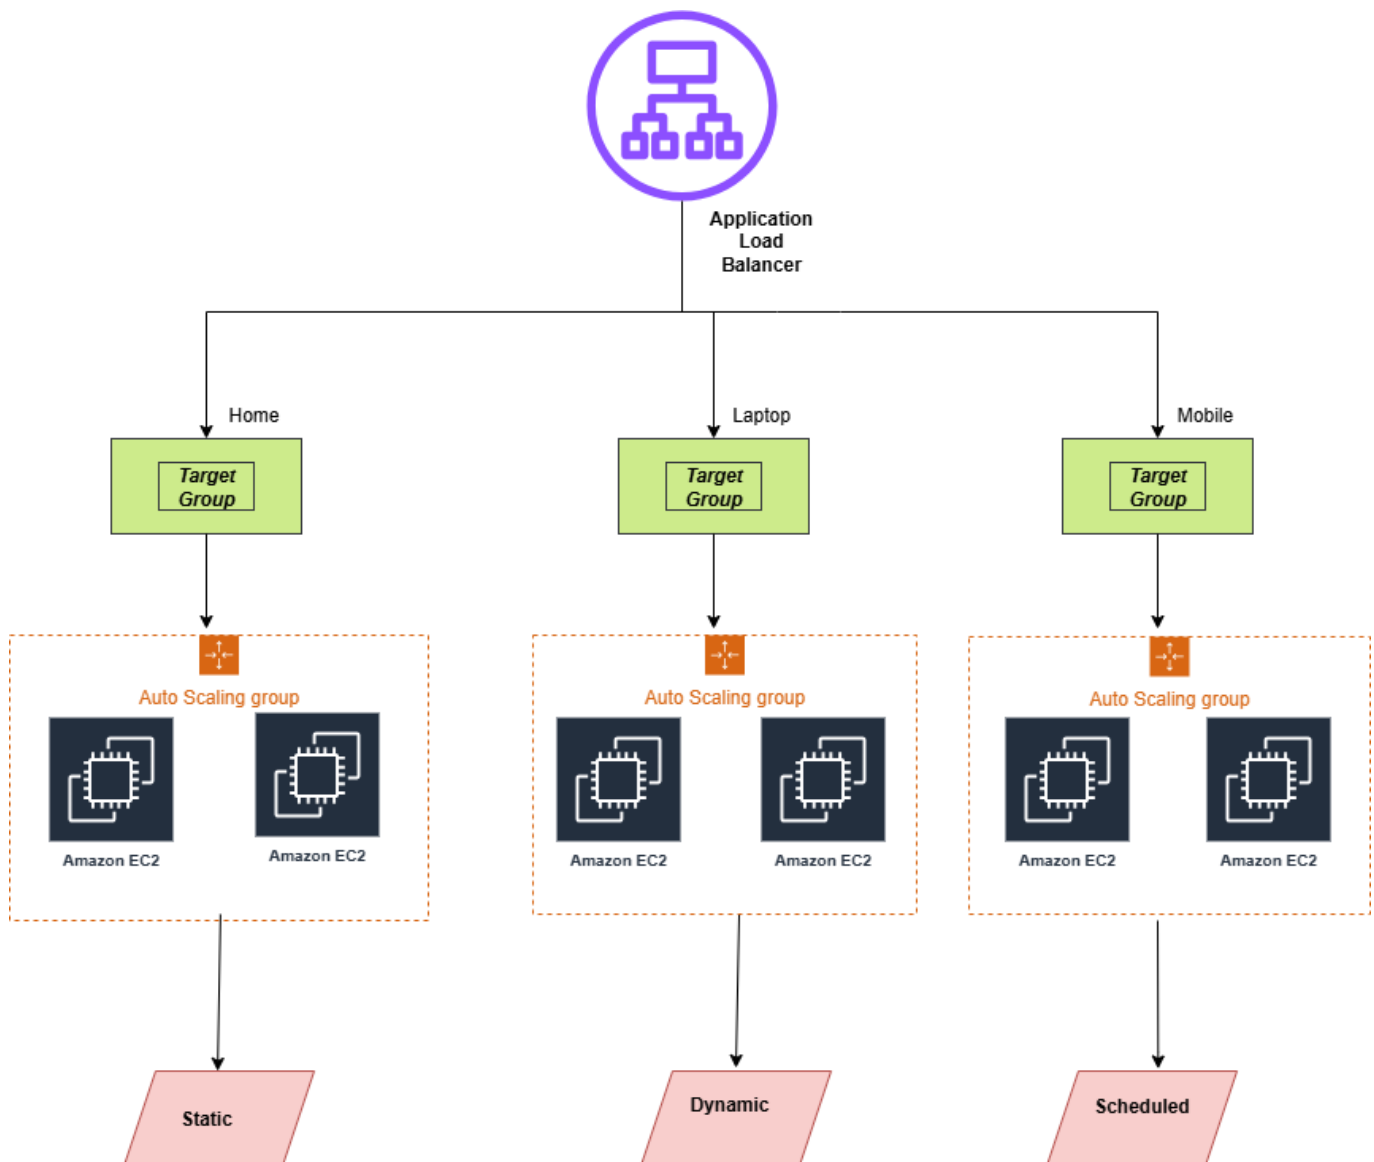 Application
Load
Balancer
Home
Laptop
Mobile
Target
Group
Target
Group
Target
Group
Auto Scaling group
Auto Scaling group
Auto Scaling group
Amazon EC2
Amazon EC2
Amazon EC2
Amazon EC2
Amazon EC2
Amazon EC2
Static
Dynamic
Scheduled